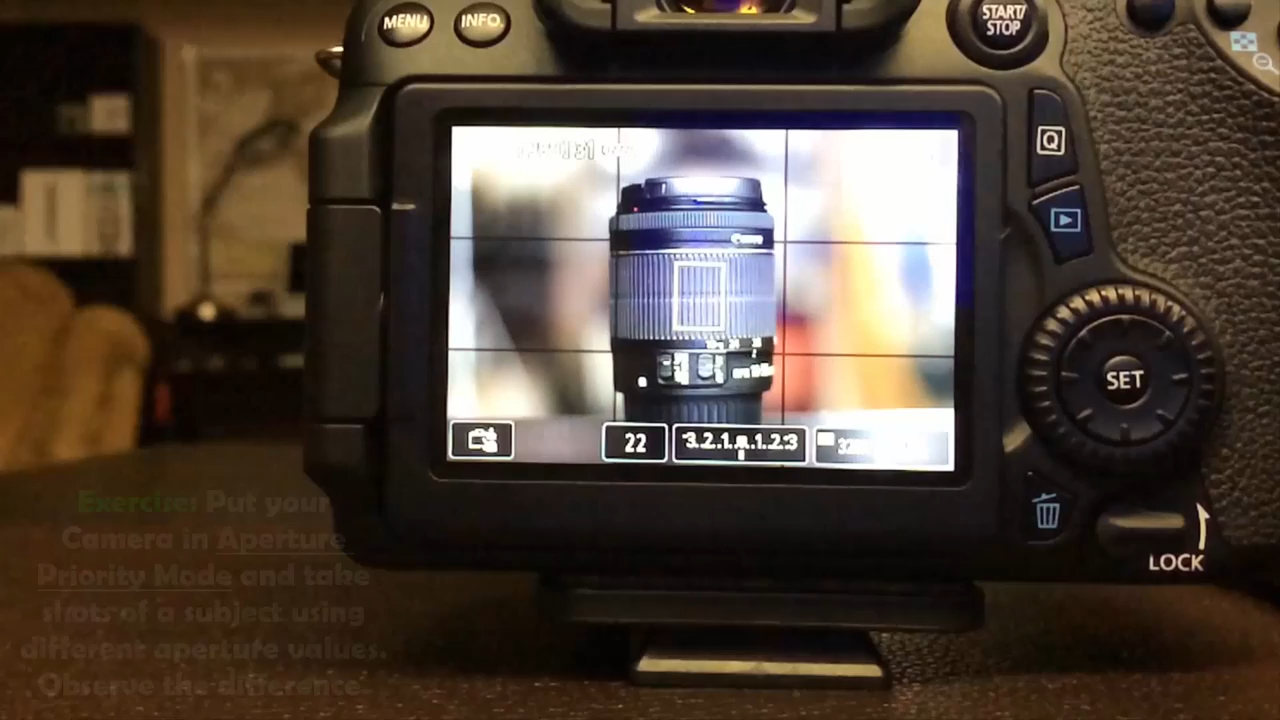 MENU
INFO.
START/
STOP
Q
Canon
22
3..2..1..0..1..2..3
SET
LOCK
Exercise: Put your
Camera in Aperture
Priority Mode and take
shots of a subject using
different aperture values.
Observe the difference